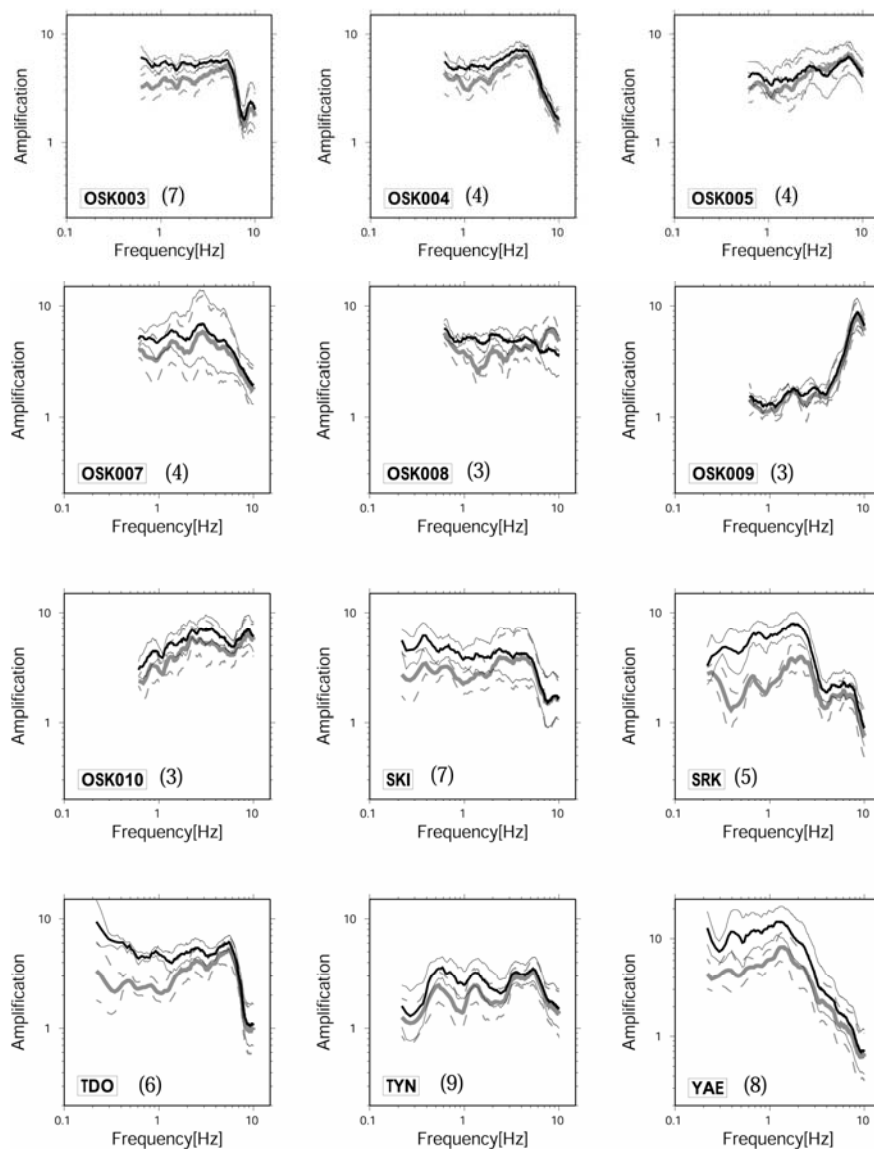 10
10
10
Amplification
Amplification
Amplification
1
1
1
OSK003 (7)
OSK004 (4)
OSK005 (4)
0.1 1 10
0.1 1 10
0.1 1 10
Frequency[Hz]
Frequency[Hz]
Frequency[Hz]
10
10
10
Amplification
Amplification
Amplification
1
1
1
OSK007 (4)
OSK008 (3)
OSK009 (3)
0.1 1 10
0.1 1 10
0.1 1 10
Frequency[Hz]
Frequency[Hz]
Frequency[Hz]
10
10
10
Amplification
Amplification
Amplification
1
1
1
OSK010 (3)
SKI (7)
SRK (5)
0.1 1 10
0.1 1 10
0.1 1 10
Frequency[Hz]
Frequency[Hz]
Frequency[Hz]
10
10
10
Amplification
Amplification
Amplification
1
1
1
TDO (6)
TYN (9)
YAE (8)
0.1 1 10
0.1 1 10
0.1 1 10
Frequency[Hz]
Frequency[Hz]
Frequency[Hz]